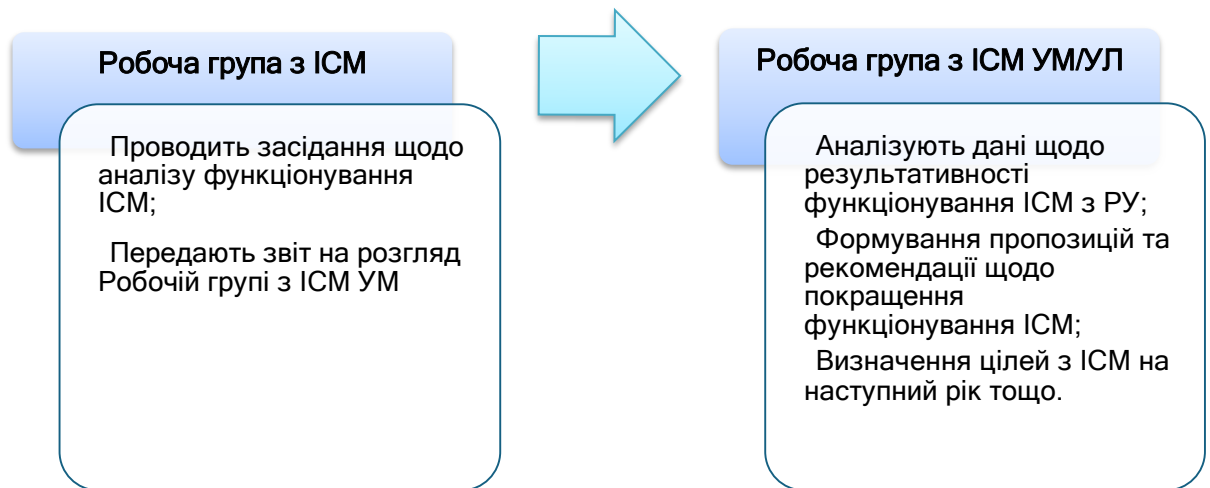 Робоча група з ІСМ
Проводить засідання щодо
аналізу функціонування
ІСМ;
Передають звіт на розгляд
Робочій групі з ІСМ УМ
Робоча група з ІСМ УМ/УЛ
Аналізують дані щодо
результативності
функціонування ІСМ з РУ;
Формування пропозицій та
рекомендації щодо
покращення
функціонування ІСМ;
Визначення цілей з ІСМ на
наступний рік тощо.